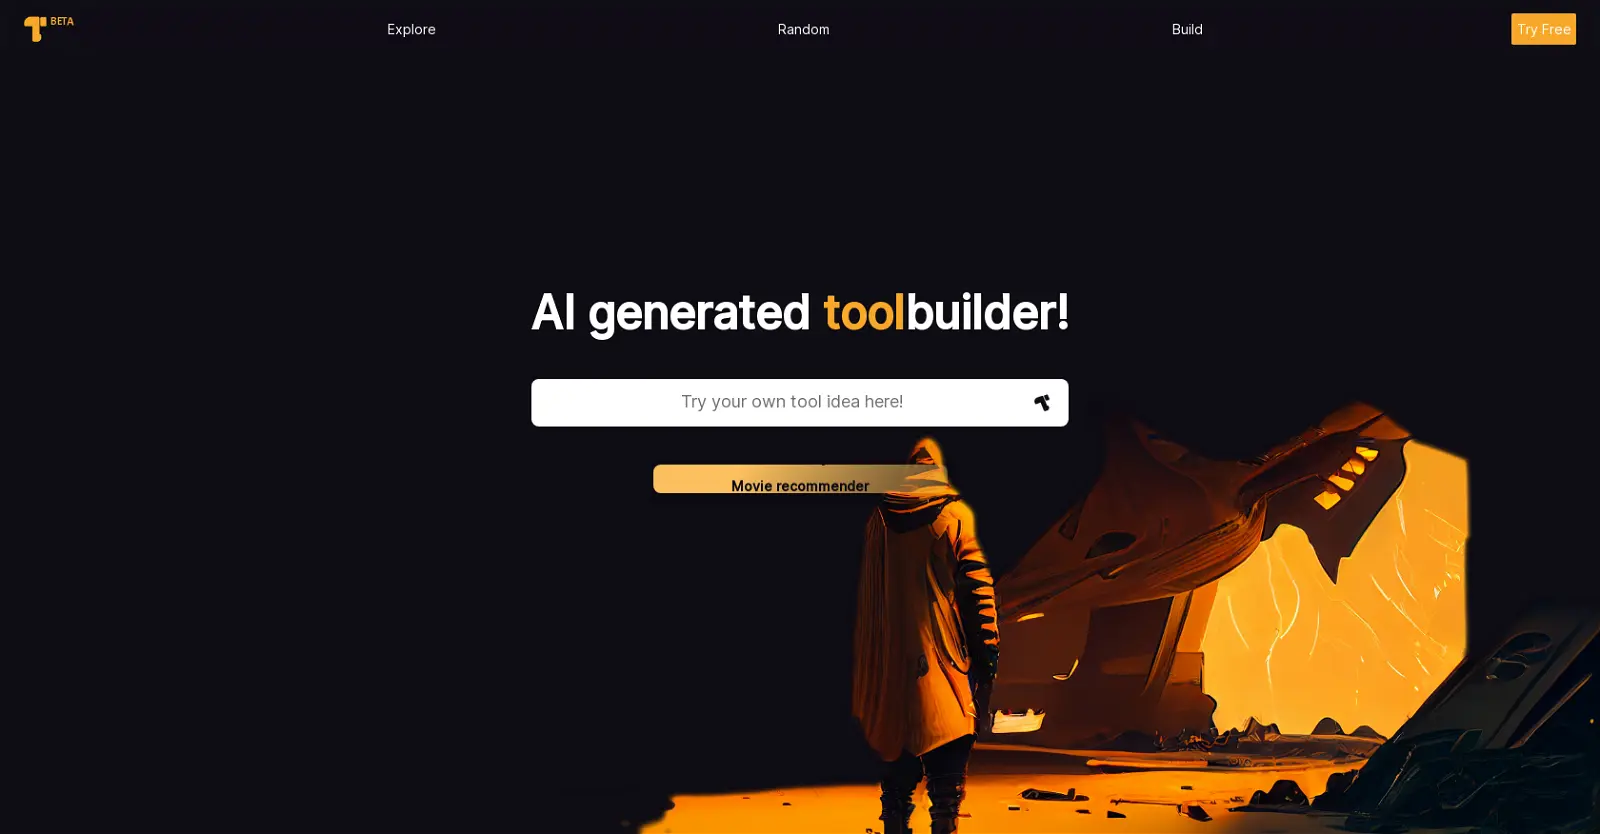 BETA
Explore
Random
Build
Try Free
AI generated toolbuilder!
Try your own tool idea here!
Movie recommender